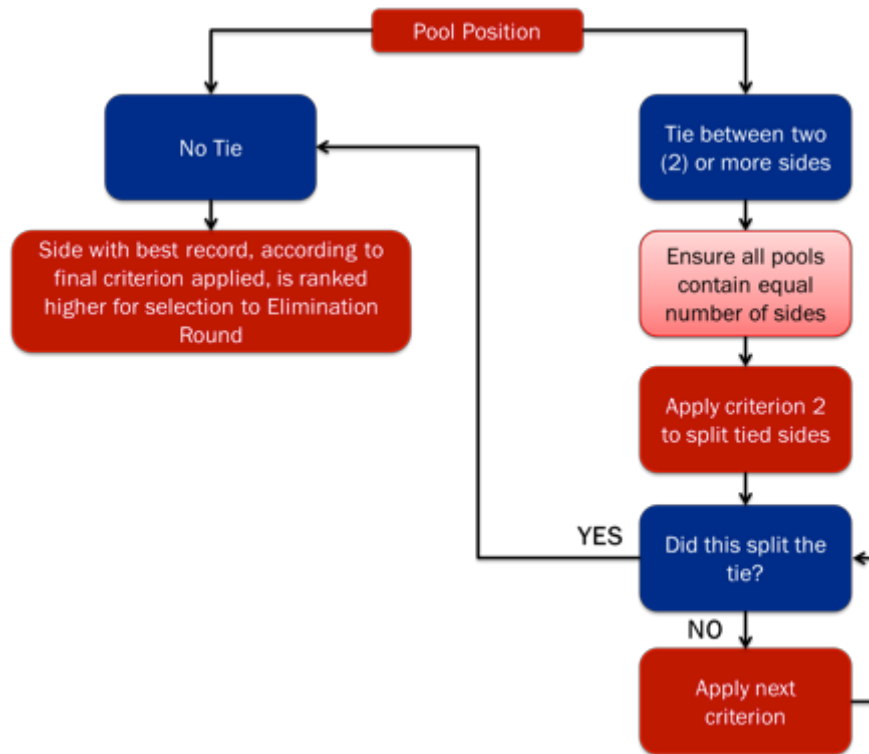 Pool Position
No Tie
Tie between two
(2) or more sides
Side with best record, according to
final criterion applied, is ranked
higher for selection to Elimination
Round
Ensure all pools
contain equal
number of sides
Apply criterion 2
to split tied sides
YES
Did this split the
tie?
NO
Apply next
criterion